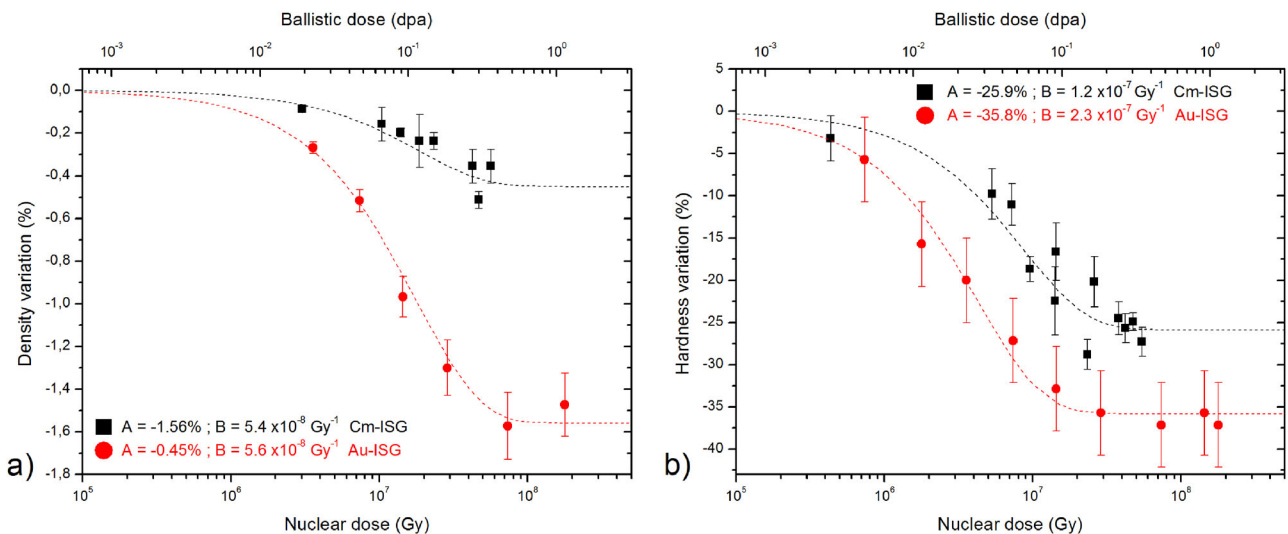 Ballistic dose (dpa)
10⁻³ 10⁻² 10⁻¹ 10⁰
0,0
-0,2
-0,4
-0,6
-0,8
-1,0
-1,2
-1,4
-1,6
-1,8
Density variation (%)
A = -1.56% ; B = 5.4 x10⁻⁸ Gy⁻¹ Cm-ISG
A = -0.45% ; B = 5.6 x10⁻⁸ Gy⁻¹ Au-ISG
a)
10⁵ 10⁶ 10⁷ 10⁸
Nuclear dose (Gy)
Ballistic dose (dpa)
10⁻³ 10⁻² 10⁻¹ 10⁰
A = -25.9% ; B = 1.2 x10⁻⁷ Gy⁻¹ Cm-ISG
A = -35.8% ; B = 2.3 x10⁻⁷ Gy⁻¹ Au-ISG
5
0
-5
-10
-15
-20
-25
-30
-35
-40
Hardness variation (%)
b)
10⁵ 10⁶ 10⁷ 10⁸
Nuclear dose (Gy)